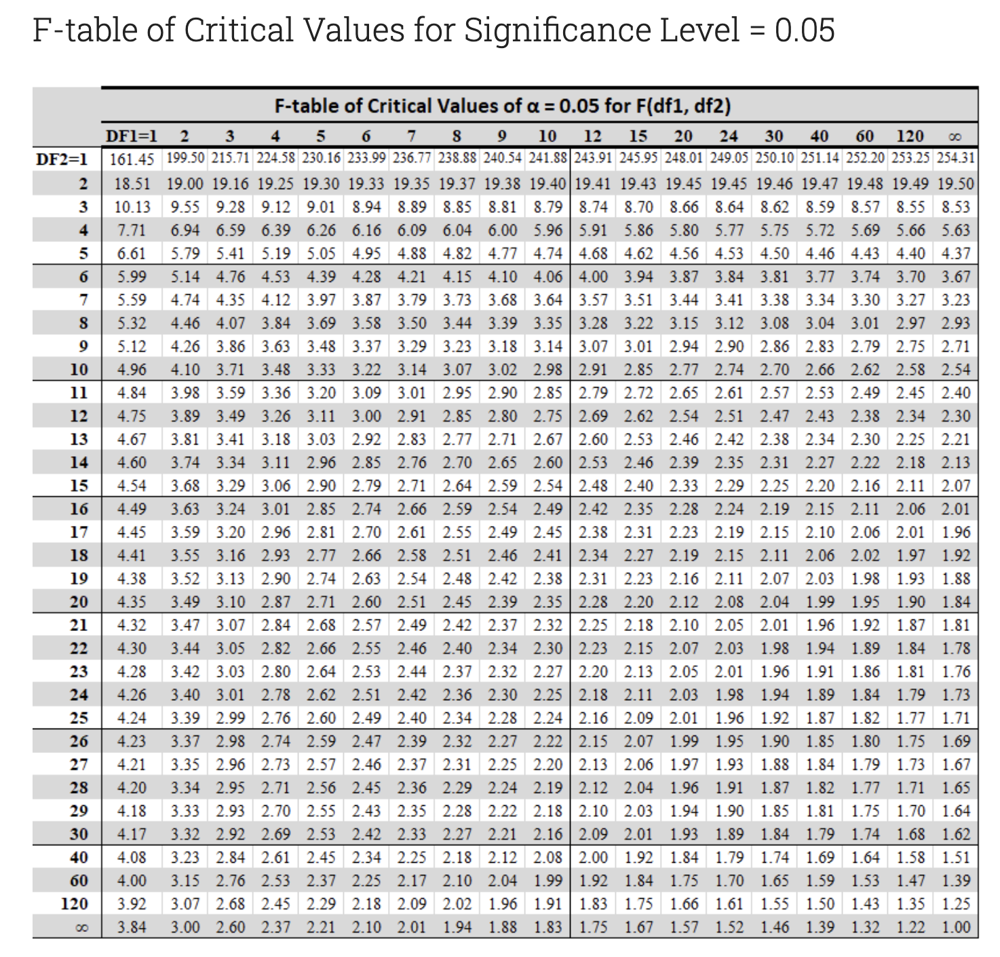 F-table of Critical Values for Significance Level = 0.05
F-table of Critical Values of α = 0.05 for F(df1, df2)
DF1=1 2 3 4 5 6 7 8 9 10 12 15 20 24 30 40 60 120 ∞
DF2=1 161.45 199.50 215.71 224.58 230.16 233.99 236.77 238.88 240.54 241.88 243.91 245.95 248.01 249.05 250.10 251.14 252.20 253.25 254.31
2 18.51 19.00 19.16 19.25 19.30 19.33 19.35 19.37 19.38 19.40 19.41 19.43 19.45 19.45 19.46 19.47 19.48 19.49 19.50
3 10.13 9.55 9.28 9.12 9.01 8.94 8.89 8.85 8.81 8.79 8.74 8.70 8.66 8.64 8.62 8.59 8.57 8.55 8.53
4 7.71 6.94 6.59 6.39 6.26 6.16 6.09 6.04 6.00 5.96 5.91 5.86 5.80 5.77 5.75 5.72 5.69 5.66 5.63
5 6.61 5.79 5.41 5.19 5.05 4.95 4.88 4.82 4.77 4.74 4.68 4.62 4.56 4.53 4.50 4.46 4.43 4.40 4.37
6 5.99 5.14 4.76 4.53 4.39 4.28 4.21 4.15 4.10 4.06 4.00 3.94 3.87 3.84 3.81 3.77 3.74 3.70 3.67
7 5.59 4.74 4.35 4.12 3.97 3.87 3.79 3.73 3.68 3.64 3.57 3.51 3.44 3.41 3.38 3.34 3.30 3.27 3.23
8 5.32 4.46 4.07 3.84 3.69 3.58 3.50 3.44 3.39 3.35 3.28 3.22 3.15 3.12 3.08 3.04 3.01 2.97 2.93
9 5.12 4.26 3.86 3.63 3.48 3.37 3.29 3.23 3.18 3.14 3.07 3.01 2.94 2.90 2.86 2.83 2.79 2.75 2.71
10 4.96 4.10 3.71 3.48 3.33 3.22 3.14 3.07 3.02 2.98 2.91 2.85 2.77 2.74 2.70 2.66 2.62 2.58 2.54
11 4.84 3.98 3.59 3.36 3.20 3.09 3.01 2.95 2.90 2.85 2.79 2.72 2.65 2.61 2.57 2.53 2.49 2.45 2.40
12 4.75 3.89 3.49 3.26 3.11 3.00 2.91 2.85 2.80 2.75 2.69 2.62 2.54 2.51 2.47 2.43 2.38 2.34 2.30
13 4.67 3.81 3.41 3.18 3.03 2.92 2.83 2.77 2.71 2.67 2.60 2.53 2.46 2.42 2.38 2.34 2.30 2.25 2.21
14 4.60 3.74 3.34 3.11 2.96 2.85 2.76 2.70 2.65 2.60 2.53 2.46 2.39 2.35 2.31 2.27 2.22 2.18 2.13
15 4.54 3.68 3.29 3.06 2.90 2.79 2.71 2.64 2.59 2.54 2.48 2.40 2.33 2.29 2.25 2.20 2.16 2.11 2.07
16 4.49 3.63 3.24 3.01 2.85 2.74 2.66 2.59 2.54 2.49 2.42 2.35 2.28 2.24 2.19 2.15 2.11 2.06 2.01
17 4.45 3.59 3.20 2.96 2.81 2.70 2.61 2.55 2.49 2.45 2.38 2.31 2.23 2.19 2.15 2.10 2.06 2.01 1.96
18 4.41 3.55 3.16 2.93 2.77 2.66 2.58 2.51 2.46 2.41 2.34 2.27 2.19 2.15 2.11 2.06 2.02 1.97 1.92
19 4.38 3.52 3.13 2.90 2.74 2.63 2.54 2.48 2.42 2.38 2.31 2.23 2.16 2.11 2.07 2.03 1.98 1.93 1.88
20 4.35 3.49 3.10 2.87 2.71 2.60 2.51 2.45 2.39 2.35 2.28 2.20 2.12 2.08 2.04 1.99 1.95 1.90 1.84
21 4.32 3.47 3.07 2.84 2.68 2.57 2.49 2.42 2.37 2.32 2.25 2.18 2.10 2.05 2.01 1.96 1.92 1.87 1.81
22 4.30 3.44 3.05 2.82 2.66 2.55 2.46 2.40 2.34 2.30 2.23 2.15 2.07 2.03 1.98 1.94 1.89 1.84 1.78
23 4.28 3.42 3.03 2.80 2.64 2.53 2.44 2.37 2.32 2.27 2.20 2.13 2.05 2.01 1.96 1.91 1.86 1.81 1.76
24 4.26 3.40 3.01 2.78 2.62 2.51 2.42 2.36 2.30 2.25 2.18 2.11 2.03 1.98 1.94 1.89 1.84 1.79 1.73
25 4.24 3.39 2.99 2.76 2.60 2.49 2.40 2.34 2.28 2.24 2.16 2.09 2.01 1.96 1.92 1.87 1.82 1.77 1.71
26 4.23 3.37 2.98 2.74 2.59 2.47 2.39 2.32 2.27 2.22 2.15 2.07 1.99 1.95 1.90 1.85 1.80 1.75 1.69
27 4.21 3.35 2.96 2.73 2.57 2.46 2.37 2.31 2.25 2.20 2.13 2.06 1.97 1.93 1.88 1.84 1.79 1.73 1.67
28 4.20 3.34 2.95 2.71 2.56 2.45 2.36 2.29 2.24 2.19 2.12 2.04 1.96 1.91 1.87 1.82 1.77 1.71 1.65
29 4.18 3.33 2.93 2.70 2.55 2.43 2.35 2.28 2.22 2.18 2.10 2.03 1.94 1.90 1.85 1.81 1.75 1.70 1.64
30 4.17 3.32 2.92 2.69 2.53 2.42 2.33 2.27 2.21 2.16 2.09 2.01 1.93 1.89 1.84 1.79 1.74 1.68 1.62
40 4.08 3.23 2.84 2.61 2.45 2.34 2.25 2.18 2.12 2.08 2.00 1.92 1.84 1.79 1.74 1.69 1.64 1.58 1.51
60 4.00 3.15 2.76 2.53 2.37 2.25 2.17 2.10 2.04 1.99 1.92 1.84 1.75 1.70 1.65 1.59 1.53 1.47 1.39
120 3.92 3.07 2.68 2.45 2.29 2.18 2.09 2.02 1.96 1.91 1.83 1.75 1.66 1.61 1.55 1.50 1.43 1.35 1.25
∞ 3.84 3.00 2.60 2.37 2.21 2.10 2.01 1.94 1.88 1.83 1.75 1.67 1.57 1.52 1.46 1.39 1.32 1.22 1.00